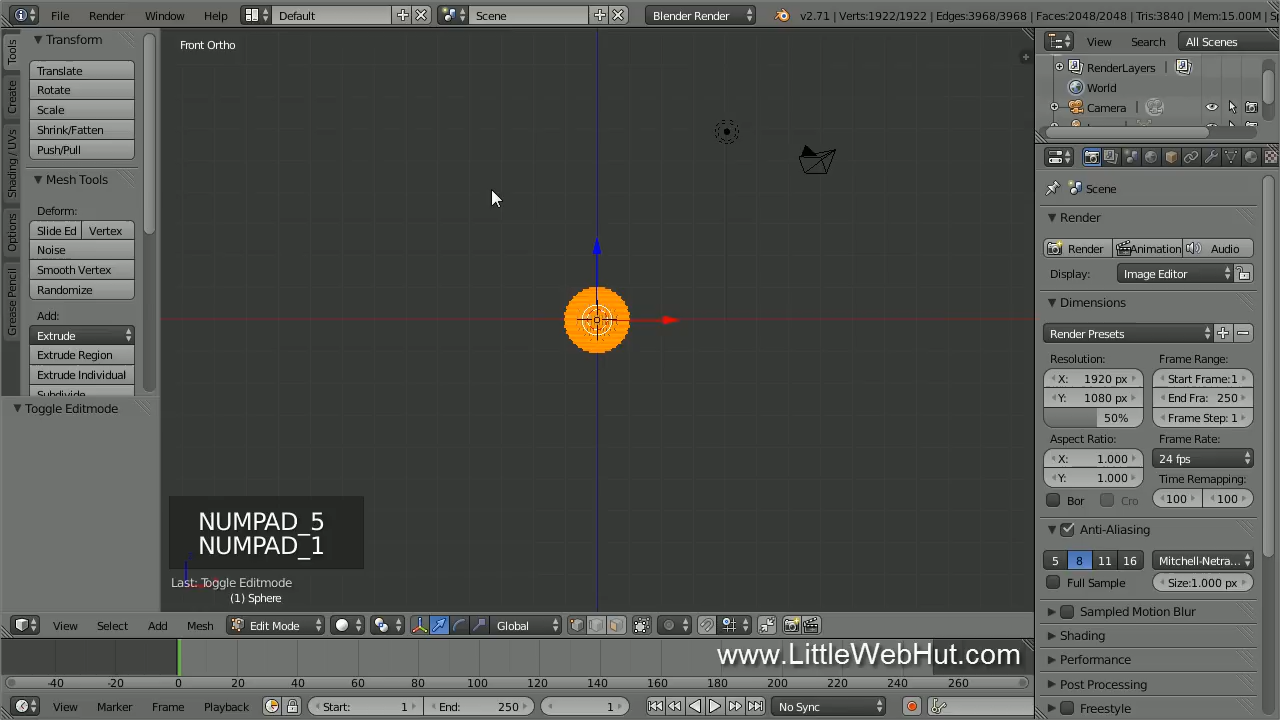 File Render Window Help Default Scene Blender Render v2.71 | Verts:1922/1922 | Edges:3968/3968 | Faces:2048/2048 | Tris:3840 | Mem:15.00M | Sp
Tools
Create
Shading / UVs
Options
Grease Pencil
Transform
Translate
Rotate
Scale
Shrink/Fatten
Push/Pull
Mesh Tools
Deform:
Slide Ed Vertex
Noise
Smooth Vertex
Randomize
Add:
Extrude
Extrude Region
Extrude Individual
Subdivide
Toggle Editmode
Front Ortho
NUMPAD_5
NUMPAD_1
Last: Toggle Editmode
(1) Sphere
View Select Add Mesh Edit Mode Global
www.LittleWebHut.com
-40 -20 0 20 40 60 80 100 120 140 160 180 200 220 240 260
View Marker Frame Playback Start: 1 End: 250 1 No Sync
View Search All Scenes
RenderLayers |
World
Camera |
Scene
Render
Render Animation Audio
Display: Image Editor
Dimensions
Render Presets
Resolution: Frame Range:
X: 1920 px Start Frame:1
Y: 1080 px End Fra: 250
50% Frame Step: 1
Aspect Ratio: Frame Rate:
X: 1.000 24 fps
Y: 1.000 Time Remapping:
Bor Cro 100 100
Anti-Aliasing
5 8 11 16 Mitchell-Netra...
Full Sample Size:1.000 px
Sampled Motion Blur
Shading
Performance
Post Processing
Freestyle